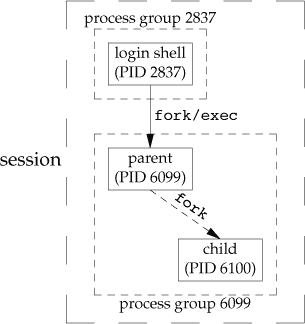 process group 2837
login shell
(PID 2837)
fork/exec
session
parent
(PID 6099)
fork
child
(PID 6100)
process group 6099